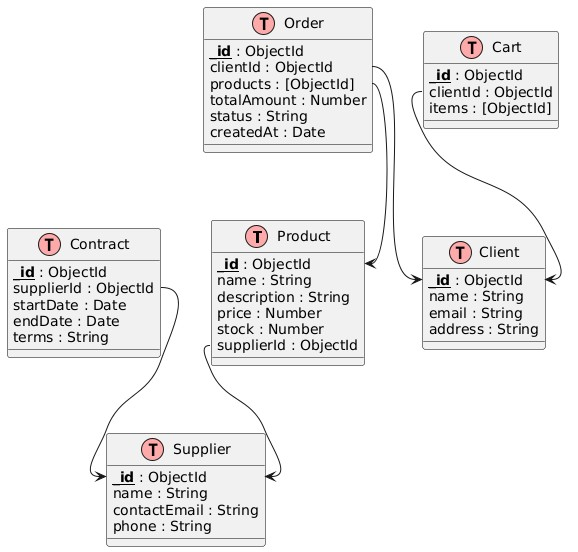 T Order
_id : ObjectId
clientId : ObjectId
products : [ObjectId]
totalAmount : Number
status : String
createdAt : Date
T Cart
_id : ObjectId
clientId : ObjectId
items : [ObjectId]
T Contract
_id : ObjectId
supplierId : ObjectId
startDate : Date
endDate : Date
terms : String
T Product
_id : ObjectId
name : String
description : String
price : Number
stock : Number
supplierId : ObjectId
T Client
_id : ObjectId
name : String
email : String
address : String
T Supplier
_id : ObjectId
name : String
contactEmail : String
phone : String